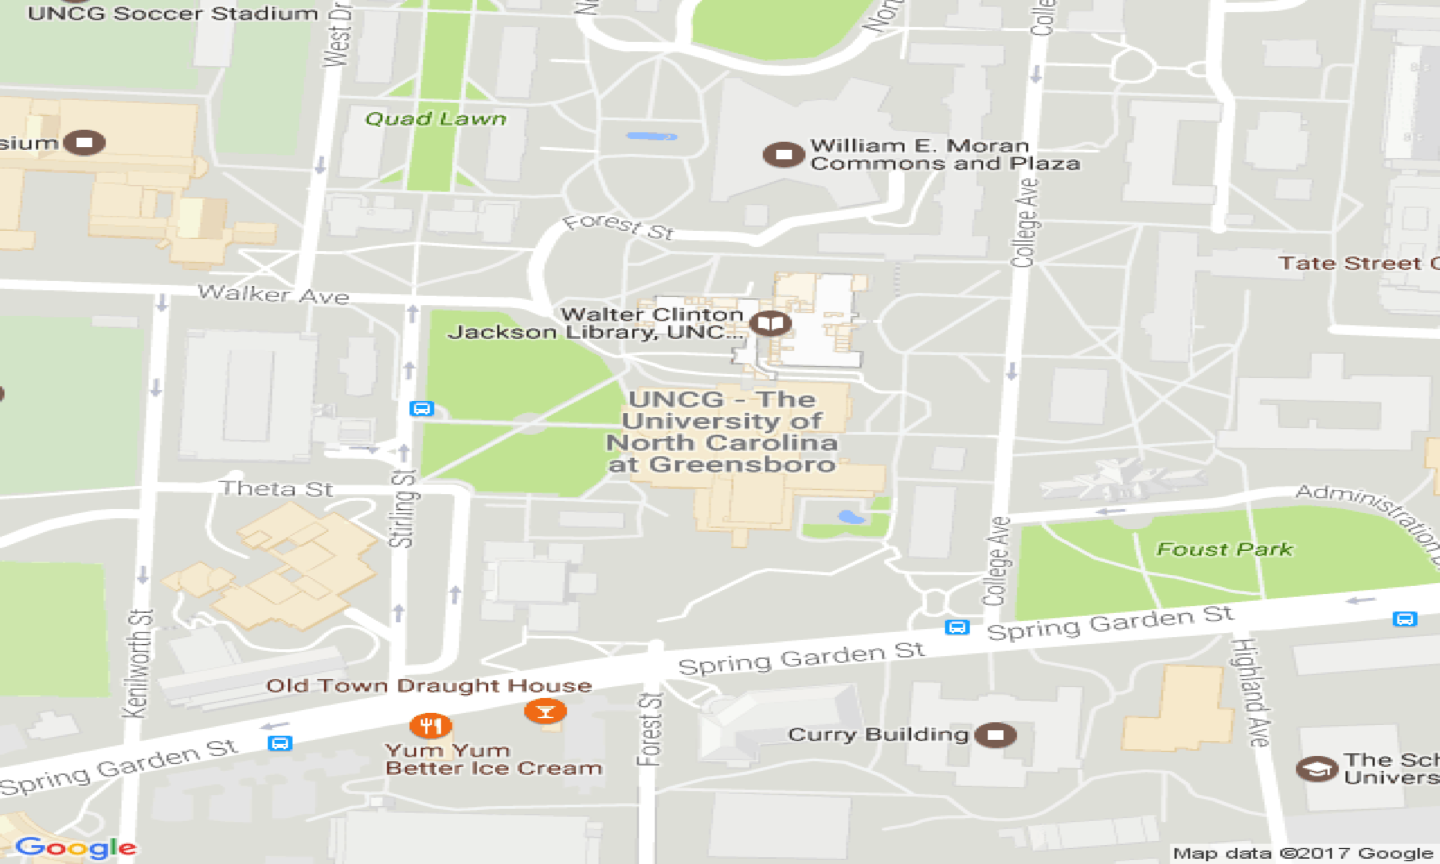 UNCG Soccer Stadium
West Dr
College Ave
Quad Lawn
sium
William E. Moran
Commons and Plaza
Forest St
College Ave
Tate Street C
Walker Ave
Walter Clinton
Jackson Library, UNC...
UNCG - The
University of
North Carolina
at Greensboro
Theta St
Stirling St
Administration D
College Ave
Foust Park
Kenilworth St
Spring Garden St
Spring Garden St
Highland Ave
Old Town Draught House
Forest St
Yum Yum
Better Ice Cream
Curry Building
Spring Garden St
The Sch
Univers
Google
Map data ©2017 Google